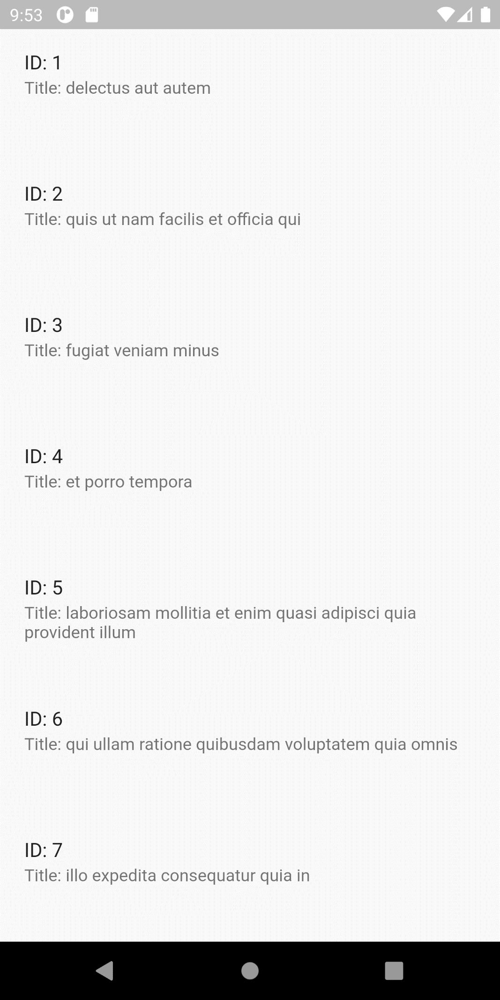 9:53
ID: 1
Title: delectus aut autem
ID: 2
Title: quis ut nam facilis et officia qui
ID: 3
Title: fugiat veniam minus
ID: 4
Title: et porro tempora
ID: 5
Title: laboriosam mollitia et enim quasi adipisci quia
provident illum
ID: 6
Title: qui ullam ratione quibusdam voluptatem quia omnis
ID: 7
Title: illo expedita consequatur quia in